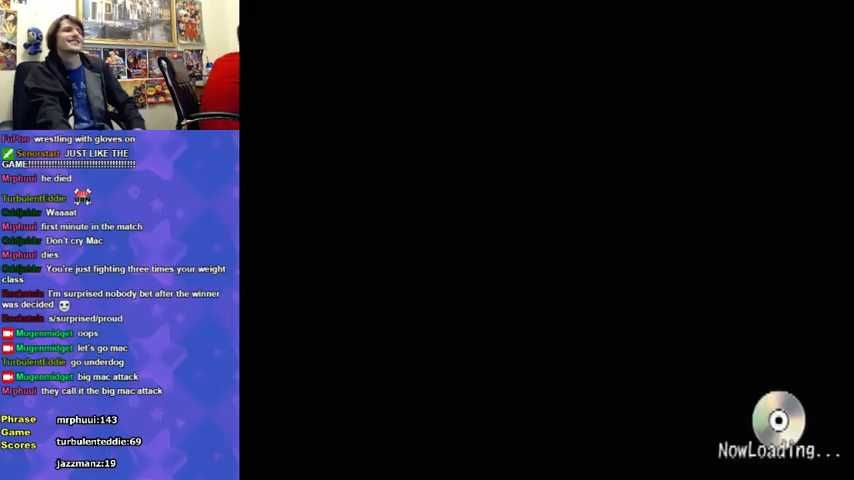 wrestling with gloves on
Senorstart JUST LIKE THE
GAME!!!!!!!!!!!!!!!!!!!!!!!!!!!!!!!!!!!!!
Mrphuui he died
TurbulentEddie
Waaaat
Mrphuui first minute in the match
Don't cry Mac
Mrphuui dies
You're just fighting three times your weight
class
I'm surprised nobody bet after the winner
was decided
s/surprised/proud
Mugenmidget oops
Mugenmidget let's go mac
TurbulentEddie go underdog
Mugenmidget big mac attack
Mrphuui they call it the big mac attack
Phrase
Game
Scores
mrphuui:143
turbulenteddie:69
jazzmanz:19
NowLoading...